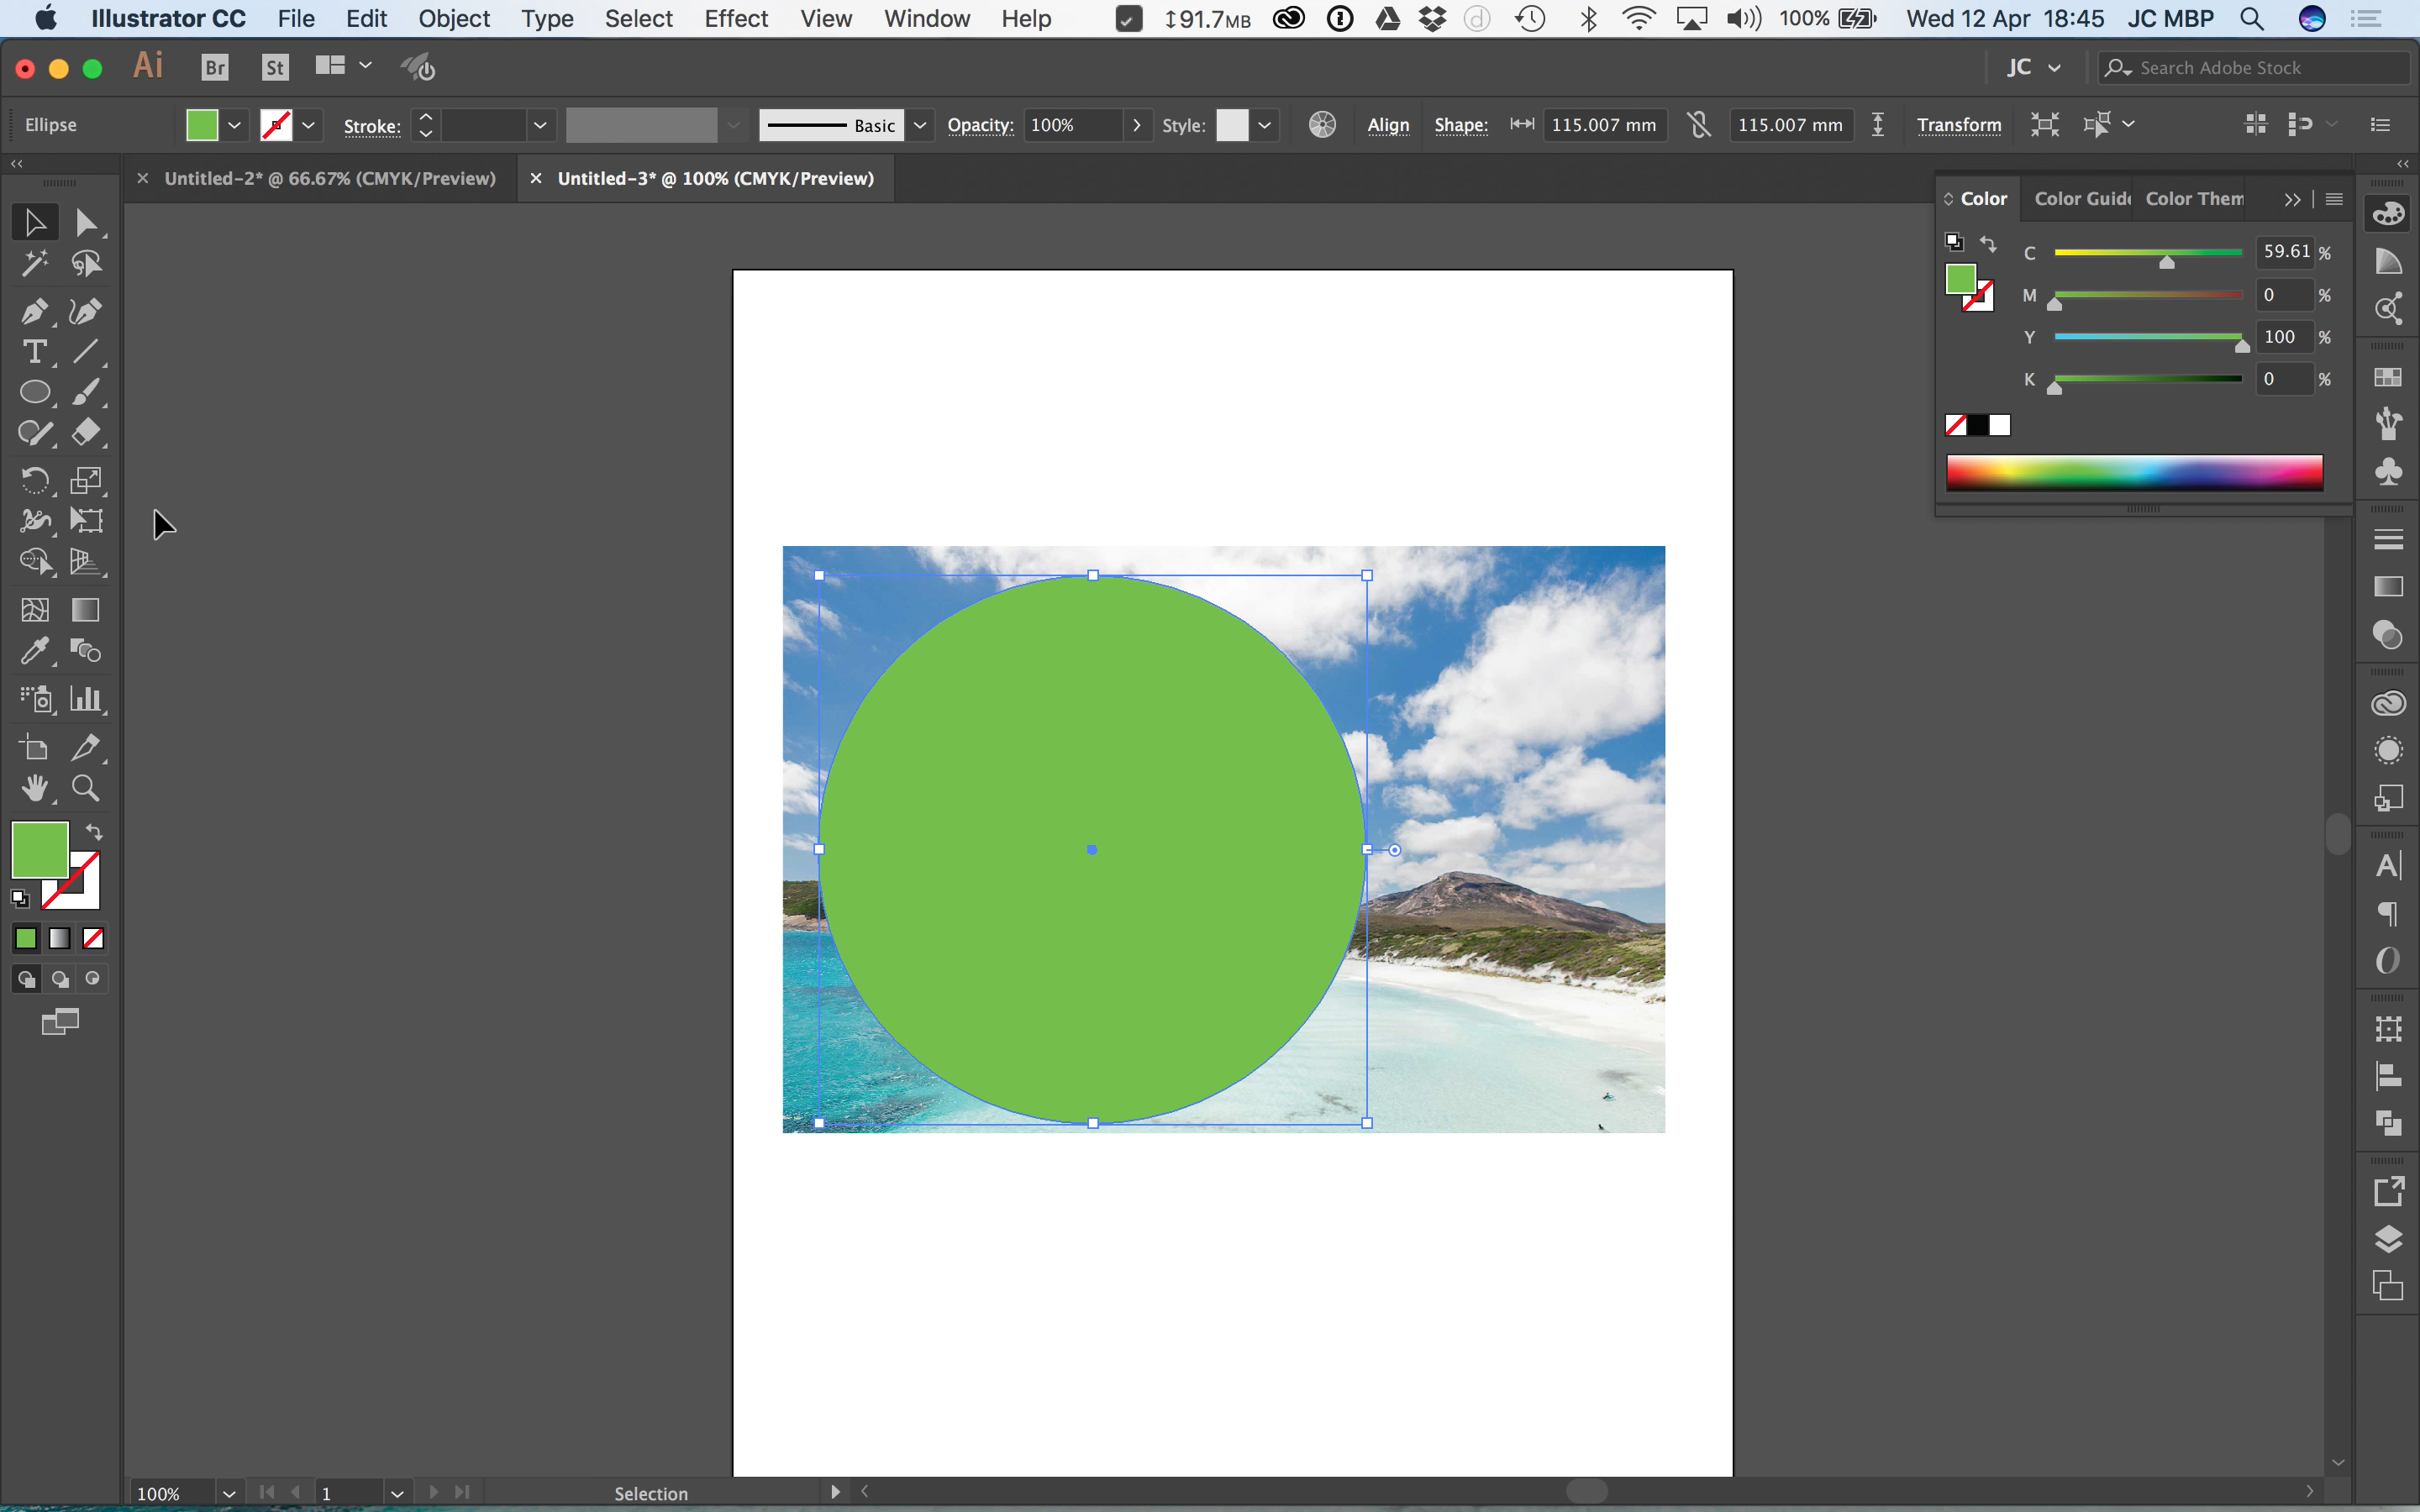 Illustrator CC File Edit Object Type Select Effect View Window Help 91.7MB 100% Wed 12 Apr 18:45 JC MBP
Ai Br St JC Search Adobe Stock
Ellipse Stroke: Basic Opacity: 100% Style: Align Shape: 115.007 mm 115.007 mm Transform
Untitled-2* @ 66.67% (CMYK/Preview) Untitled-3* @ 100% (CMYK/Preview)
Color Color Guid Color Them
C 59.61 %
M 0 %
Y 100 %
K 0 %
100% 1 Selection